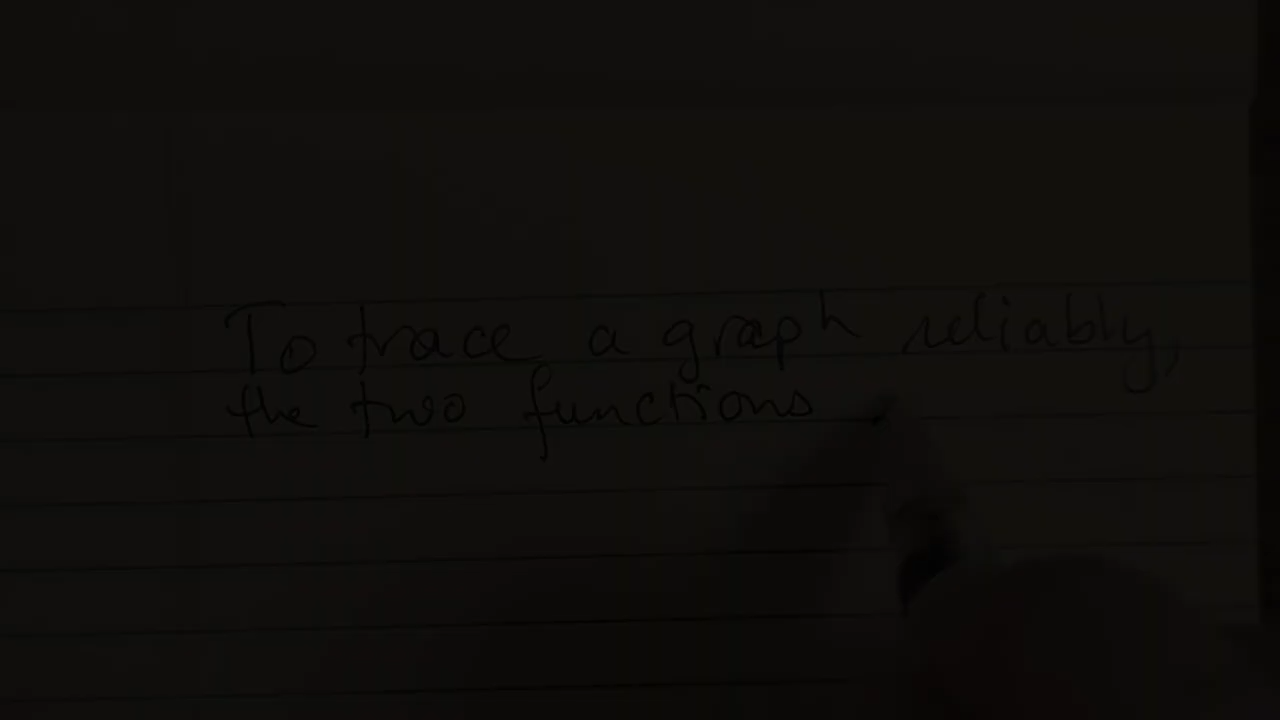 To trace a graph reliably,
the two functions